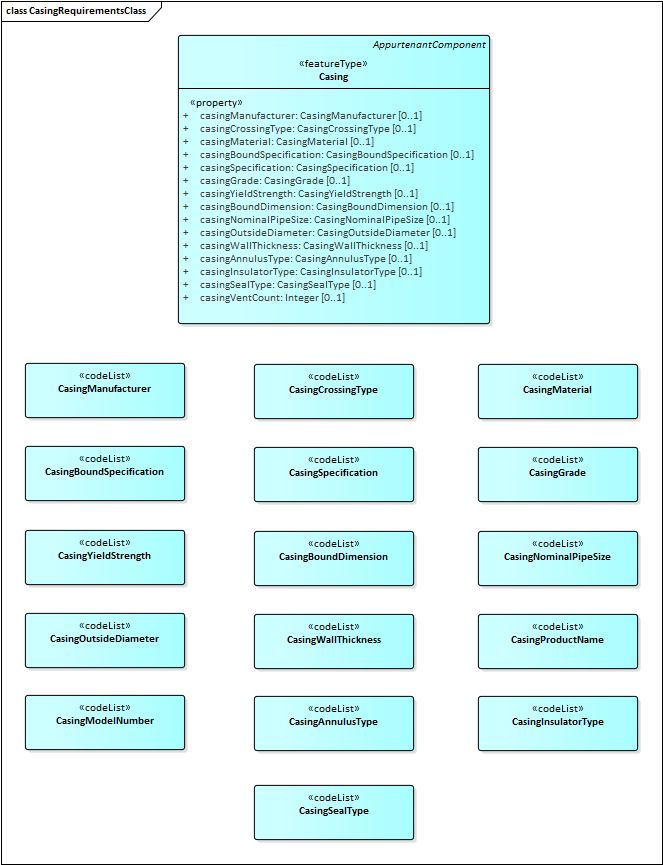 class CasingRequirementsClass
AppurtenantComponent
«featureType»
Casing
«property»
+ casingManufacturer: CasingManufacturer [0..1]
+ casingCrossingType: CasingCrossingType [0..1]
+ casingMaterial: CasingMaterial [0..1]
+ casingBoundSpecification: CasingBoundSpecification [0..1]
+ casingSpecification: CasingSpecification [0..1]
+ casingGrade: CasingGrade [0..1]
+ casingYieldStrength: CasingYieldStrength [0..1]
+ casingBoundDimension: CasingBoundDimension [0..1]
+ casingNominalPipeSize: CasingNominalPipeSize [0..1]
+ casingOutsideDiameter: CasingOutsideDiameter [0..1]
+ casingWallThickness: CasingWallThickness [0..1]
+ casingAnnulusType: CasingAnnulusType [0..1]
+ casingInsulatorType: CasingInsulatorType [0..1]
+ casingSealType: CasingSealType [0..1]
+ casingVentCount: Integer [0..1]
«codeList»
CasingManufacturer
«codeList»
CasingCrossingType
«codeList»
CasingMaterial
«codeList»
CasingBoundSpecification
«codeList»
CasingSpecification
«codeList»
CasingGrade
«codeList»
CasingYieldStrength
«codeList»
CasingBoundDimension
«codeList»
CasingNominalPipeSize
«codeList»
CasingOutsideDiameter
«codeList»
CasingWallThickness
«codeList»
CasingProductName
«codeList»
CasingModelNumber
«codeList»
CasingAnnulusType
«codeList»
CasingInsulatorType
«codeList»
CasingSealType